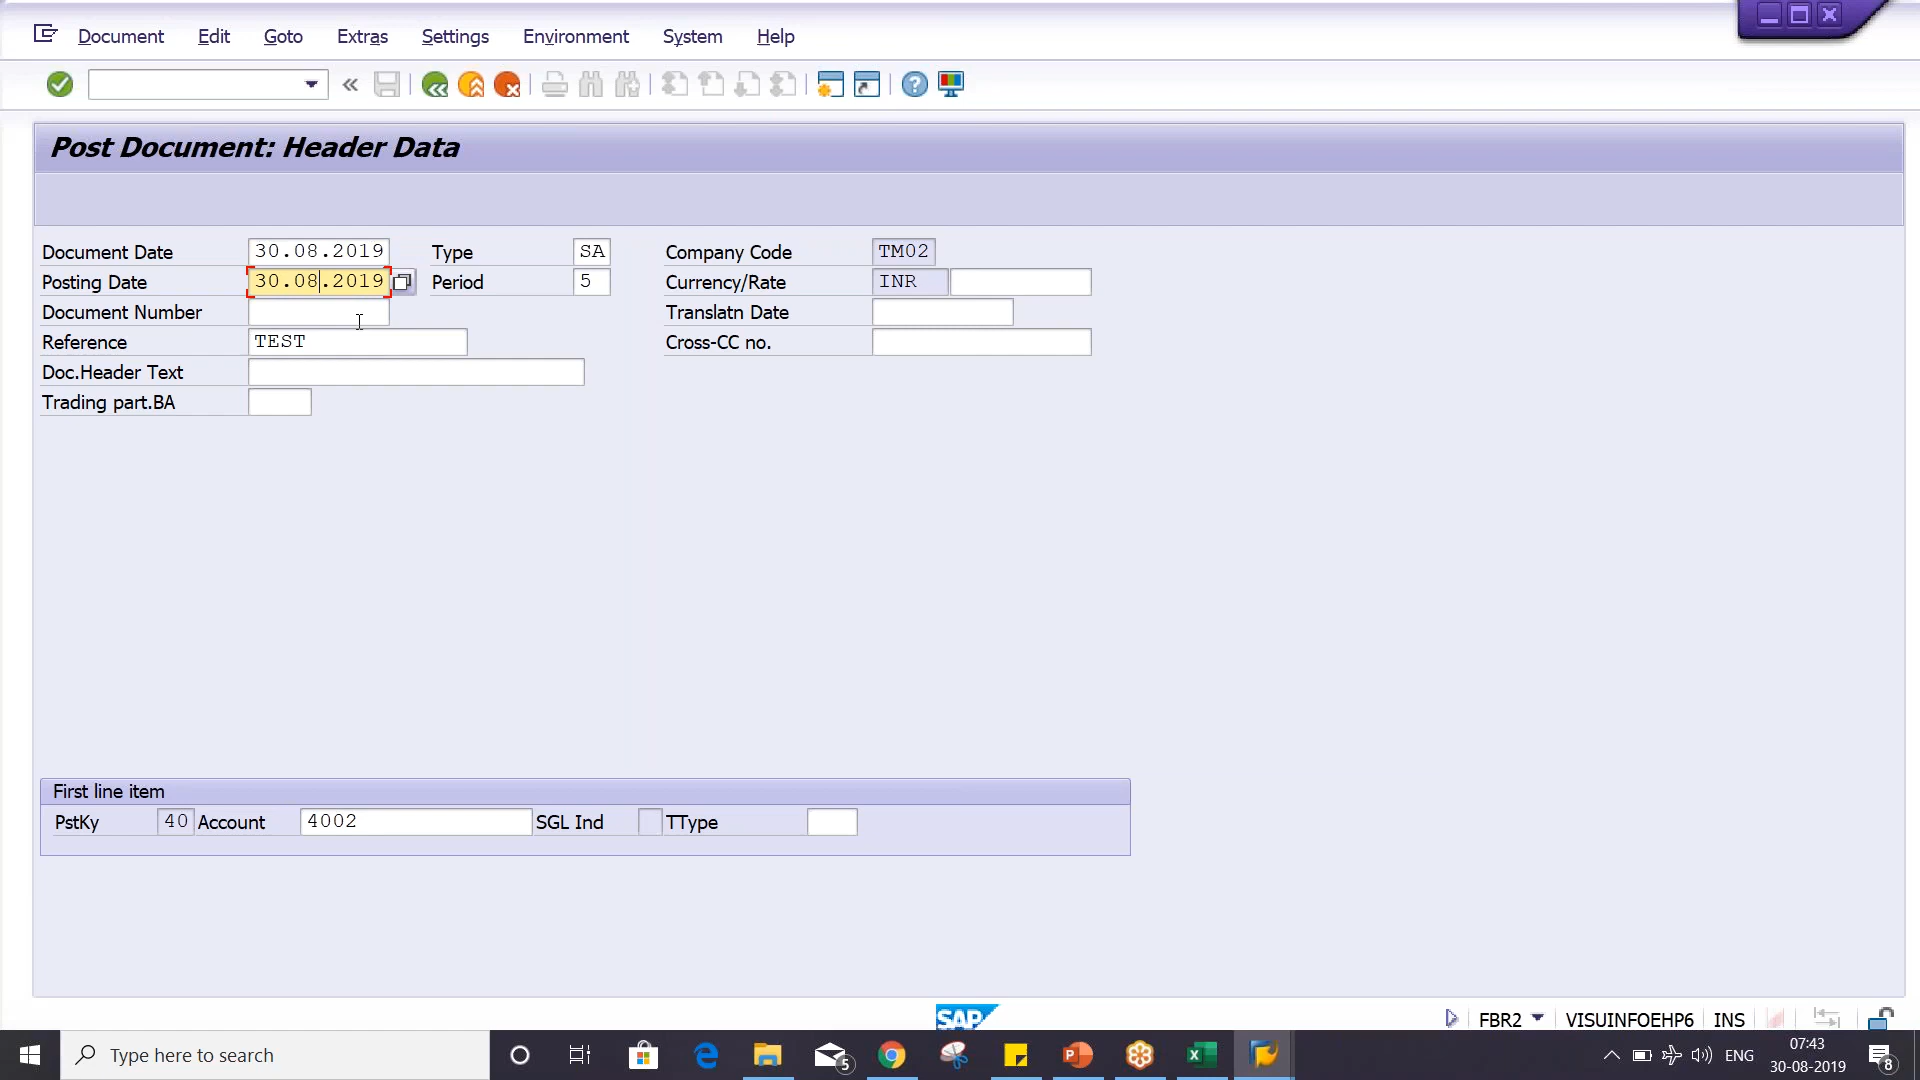 Document Edit Goto Extras Settings Environment System Help
Post Document: Header Data
Document Date 30.08.2019 Type SA Company Code TM02
Posting Date 30.08.2019 Period 5 Currency/Rate INR
Document Number Translatn Date
Reference TEST Cross-CC no.
Doc.Header Text
Trading part.BA
First line item
PstKy 40 Account 4002 SGL Ind TType
SAP FBR2 VISUINFOEHP6 INS
Type here to search 5 ENG 07:43
30-08-2019 8